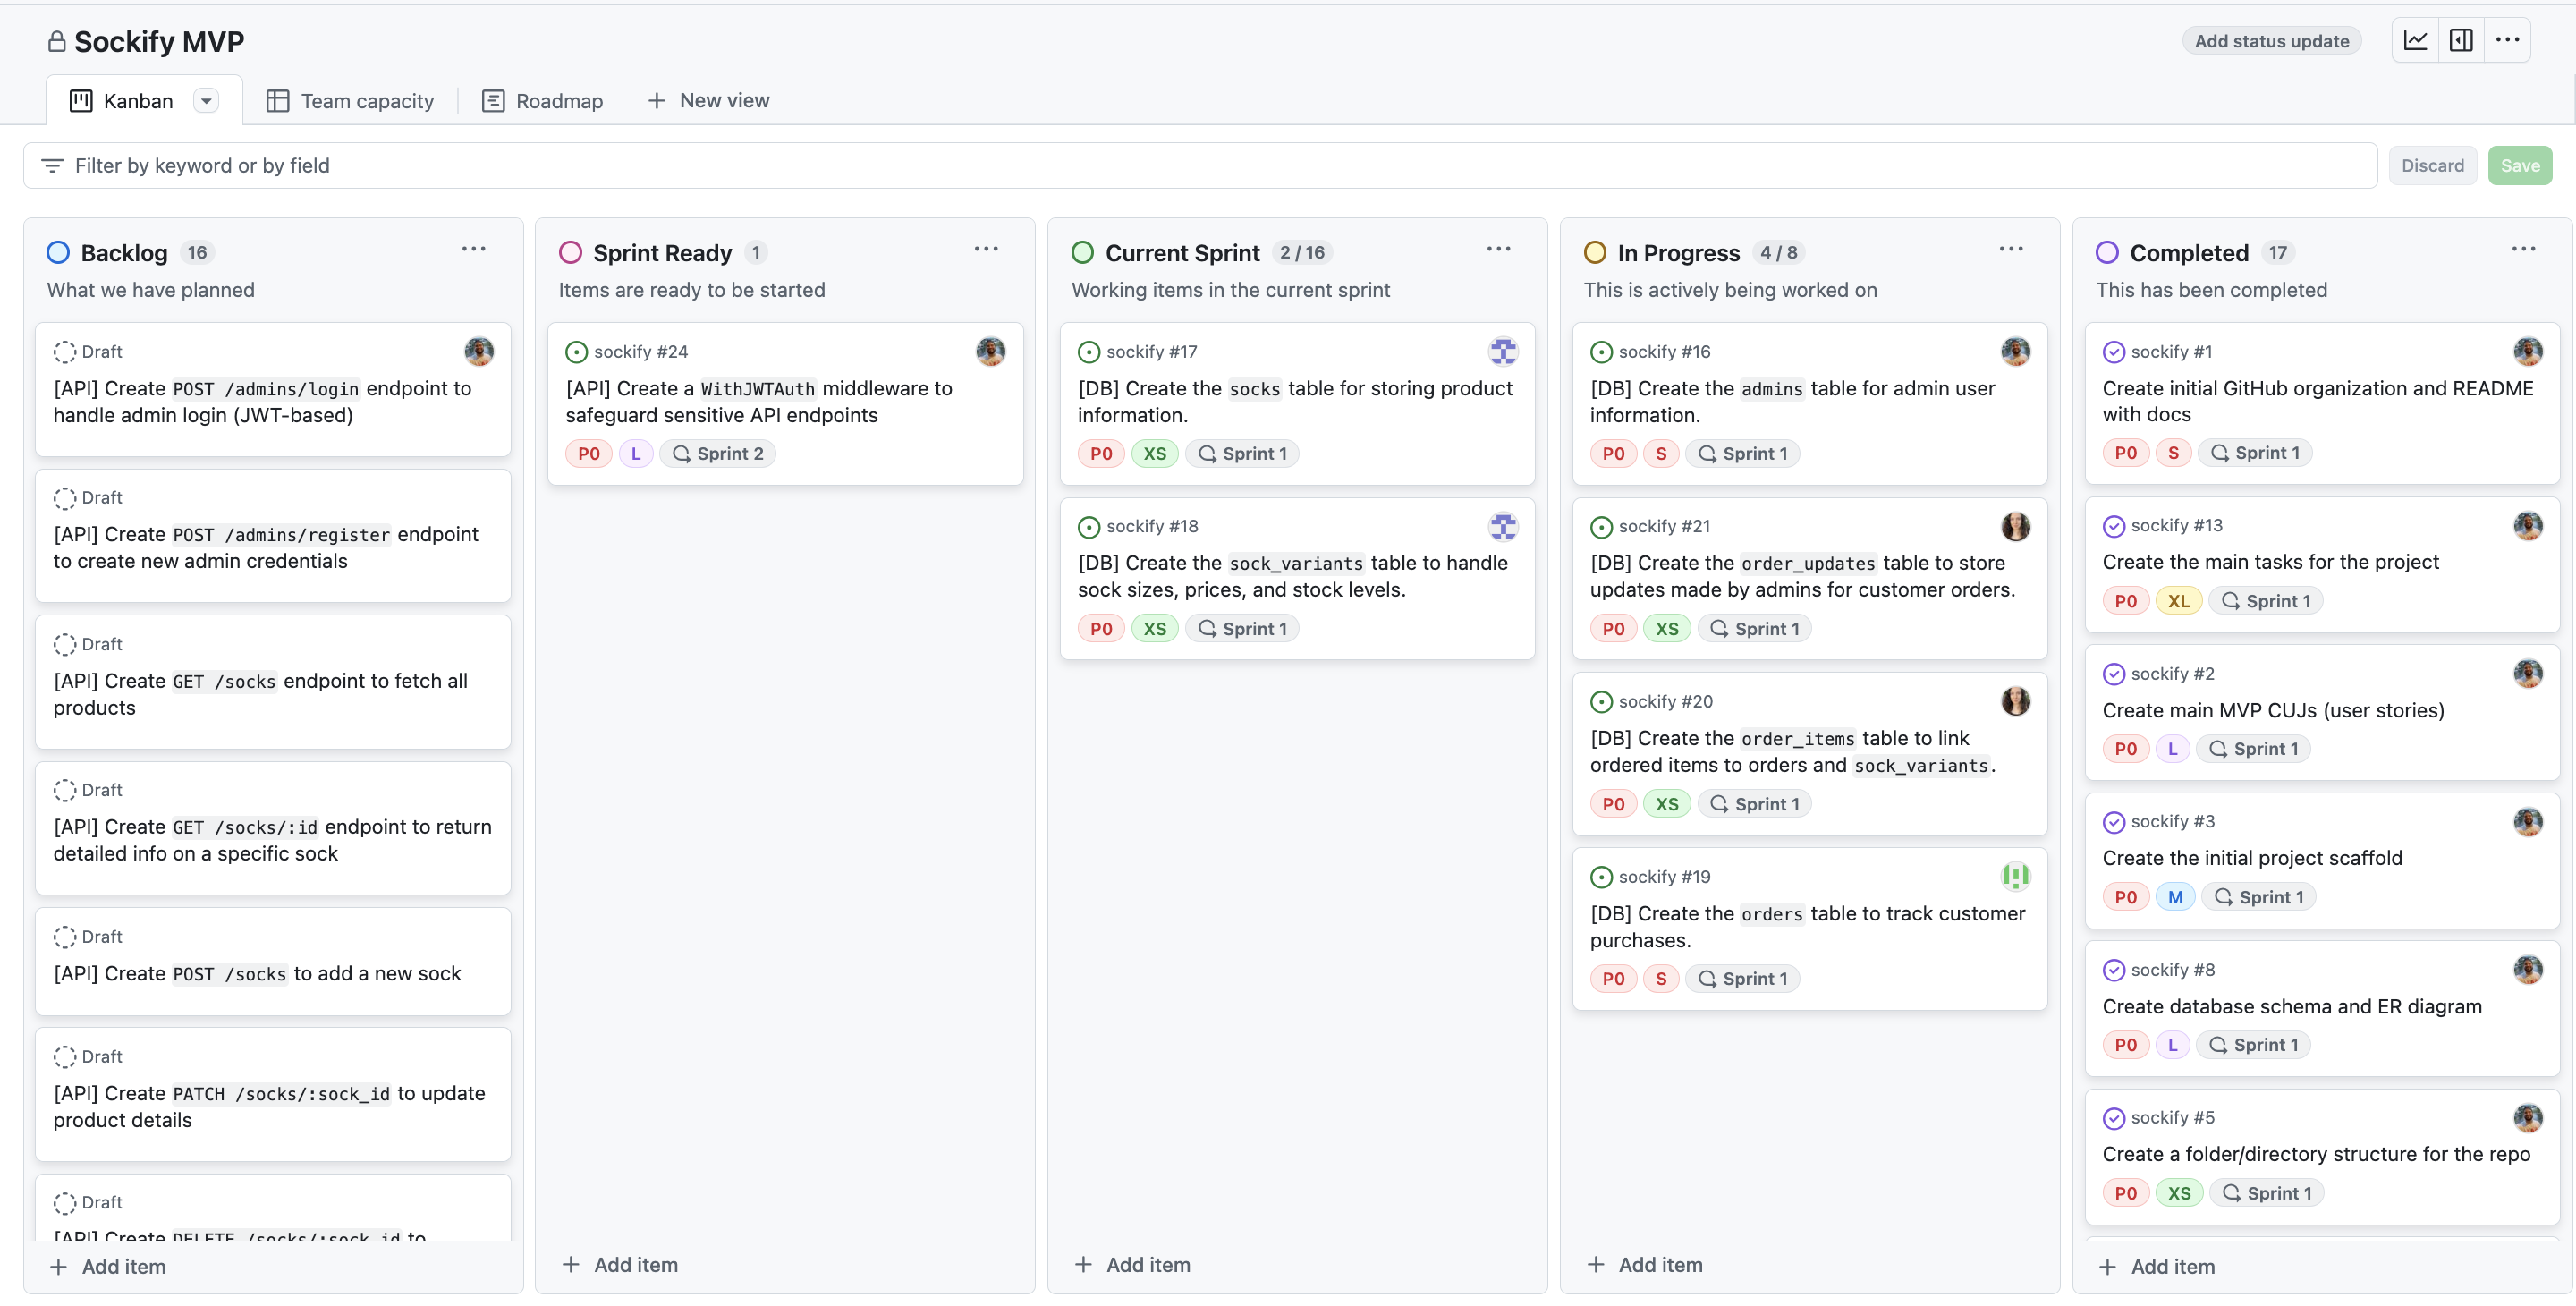 Sockify MVP
Add status update
Kanban
Team capacity
Roadmap
New view
Filter by keyword or by field
Discard
Save
Backlog 16
What we have planned
Draft
[API] Create POST /admins/login endpoint to
handle admin login (JWT-based)
Draft
[API] Create POST /admins/register endpoint
to create new admin credentials
Draft
[API] Create GET /socks endpoint to fetch all
products
Draft
[API] Create GET /socks/:id endpoint to return
detailed info on a specific sock
Draft
[API] Create POST /socks to add a new sock
Draft
[API] Create PATCH /socks/:sock_id to update
product details
Draft
[API] Create DELETE /socks/:sock_id to
Add item
Sprint Ready 1
Items are ready to be started
sockify #24
[API] Create a WithJWTAuth middleware to
safeguard sensitive API endpoints
P0 L Sprint 2
Add item
Current Sprint 2 / 16
Working items in the current sprint
sockify #17
[DB] Create the socks table for storing product
information.
P0 XS Sprint 1
sockify #18
[DB] Create the sock_variants table to handle
sock sizes, prices, and stock levels.
P0 XS Sprint 1
Add item
In Progress 4 / 8
This is actively being worked on
sockify #16
[DB] Create the admins table for admin user
information.
P0 S Sprint 1
sockify #21
[DB] Create the order_updates table to store
updates made by admins for customer orders.
P0 XS Sprint 1
sockify #20
[DB] Create the order_items table to link
ordered items to orders and sock_variants.
P0 XS Sprint 1
sockify #19
[DB] Create the orders table to track customer
purchases.
P0 S Sprint 1
Add item
Completed 17
This has been completed
sockify #1
Create initial GitHub organization and README
with docs
P0 S Sprint 1
sockify #13
Create the main tasks for the project
P0 XL Sprint 1
sockify #2
Create main MVP CUJs (user stories)
P0 L Sprint 1
sockify #3
Create the initial project scaffold
P0 M Sprint 1
sockify #8
Create database schema and ER diagram
P0 L Sprint 1
sockify #5
Create a folder/directory structure for the repo
P0 XS Sprint 1
Add item